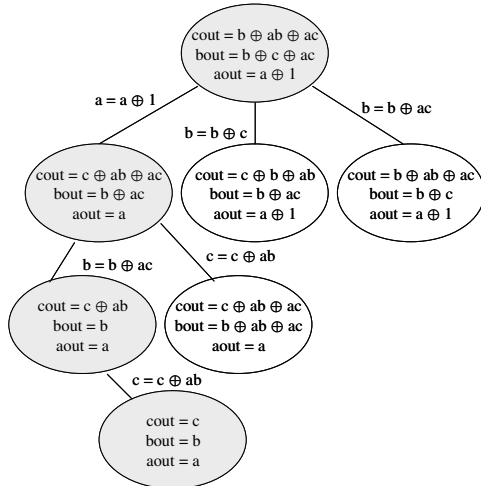 cout = b ⊕ ab ⊕ ac
bout = b ⊕ c ⊕ ac
aout = a ⊕ 1
a = a ⊕ 1
b = b ⊕ c
b = b ⊕ ac
cout = c ⊕ ab ⊕ ac
bout = b ⊕ ac
aout = a
cout = c ⊕ b ⊕ ab
bout = b ⊕ ac
aout = a ⊕ 1
cout = b ⊕ ab ⊕ ac
bout = b ⊕ c
aout = a ⊕ 1
b = b ⊕ ac
c = c ⊕ ab
cout = c ⊕ ab
bout = b
aout = a
cout = c ⊕ ab ⊕ ac
bout = b ⊕ ab ⊕ ac
aout = a
c = c ⊕ ab
cout = c
bout = b
aout = a